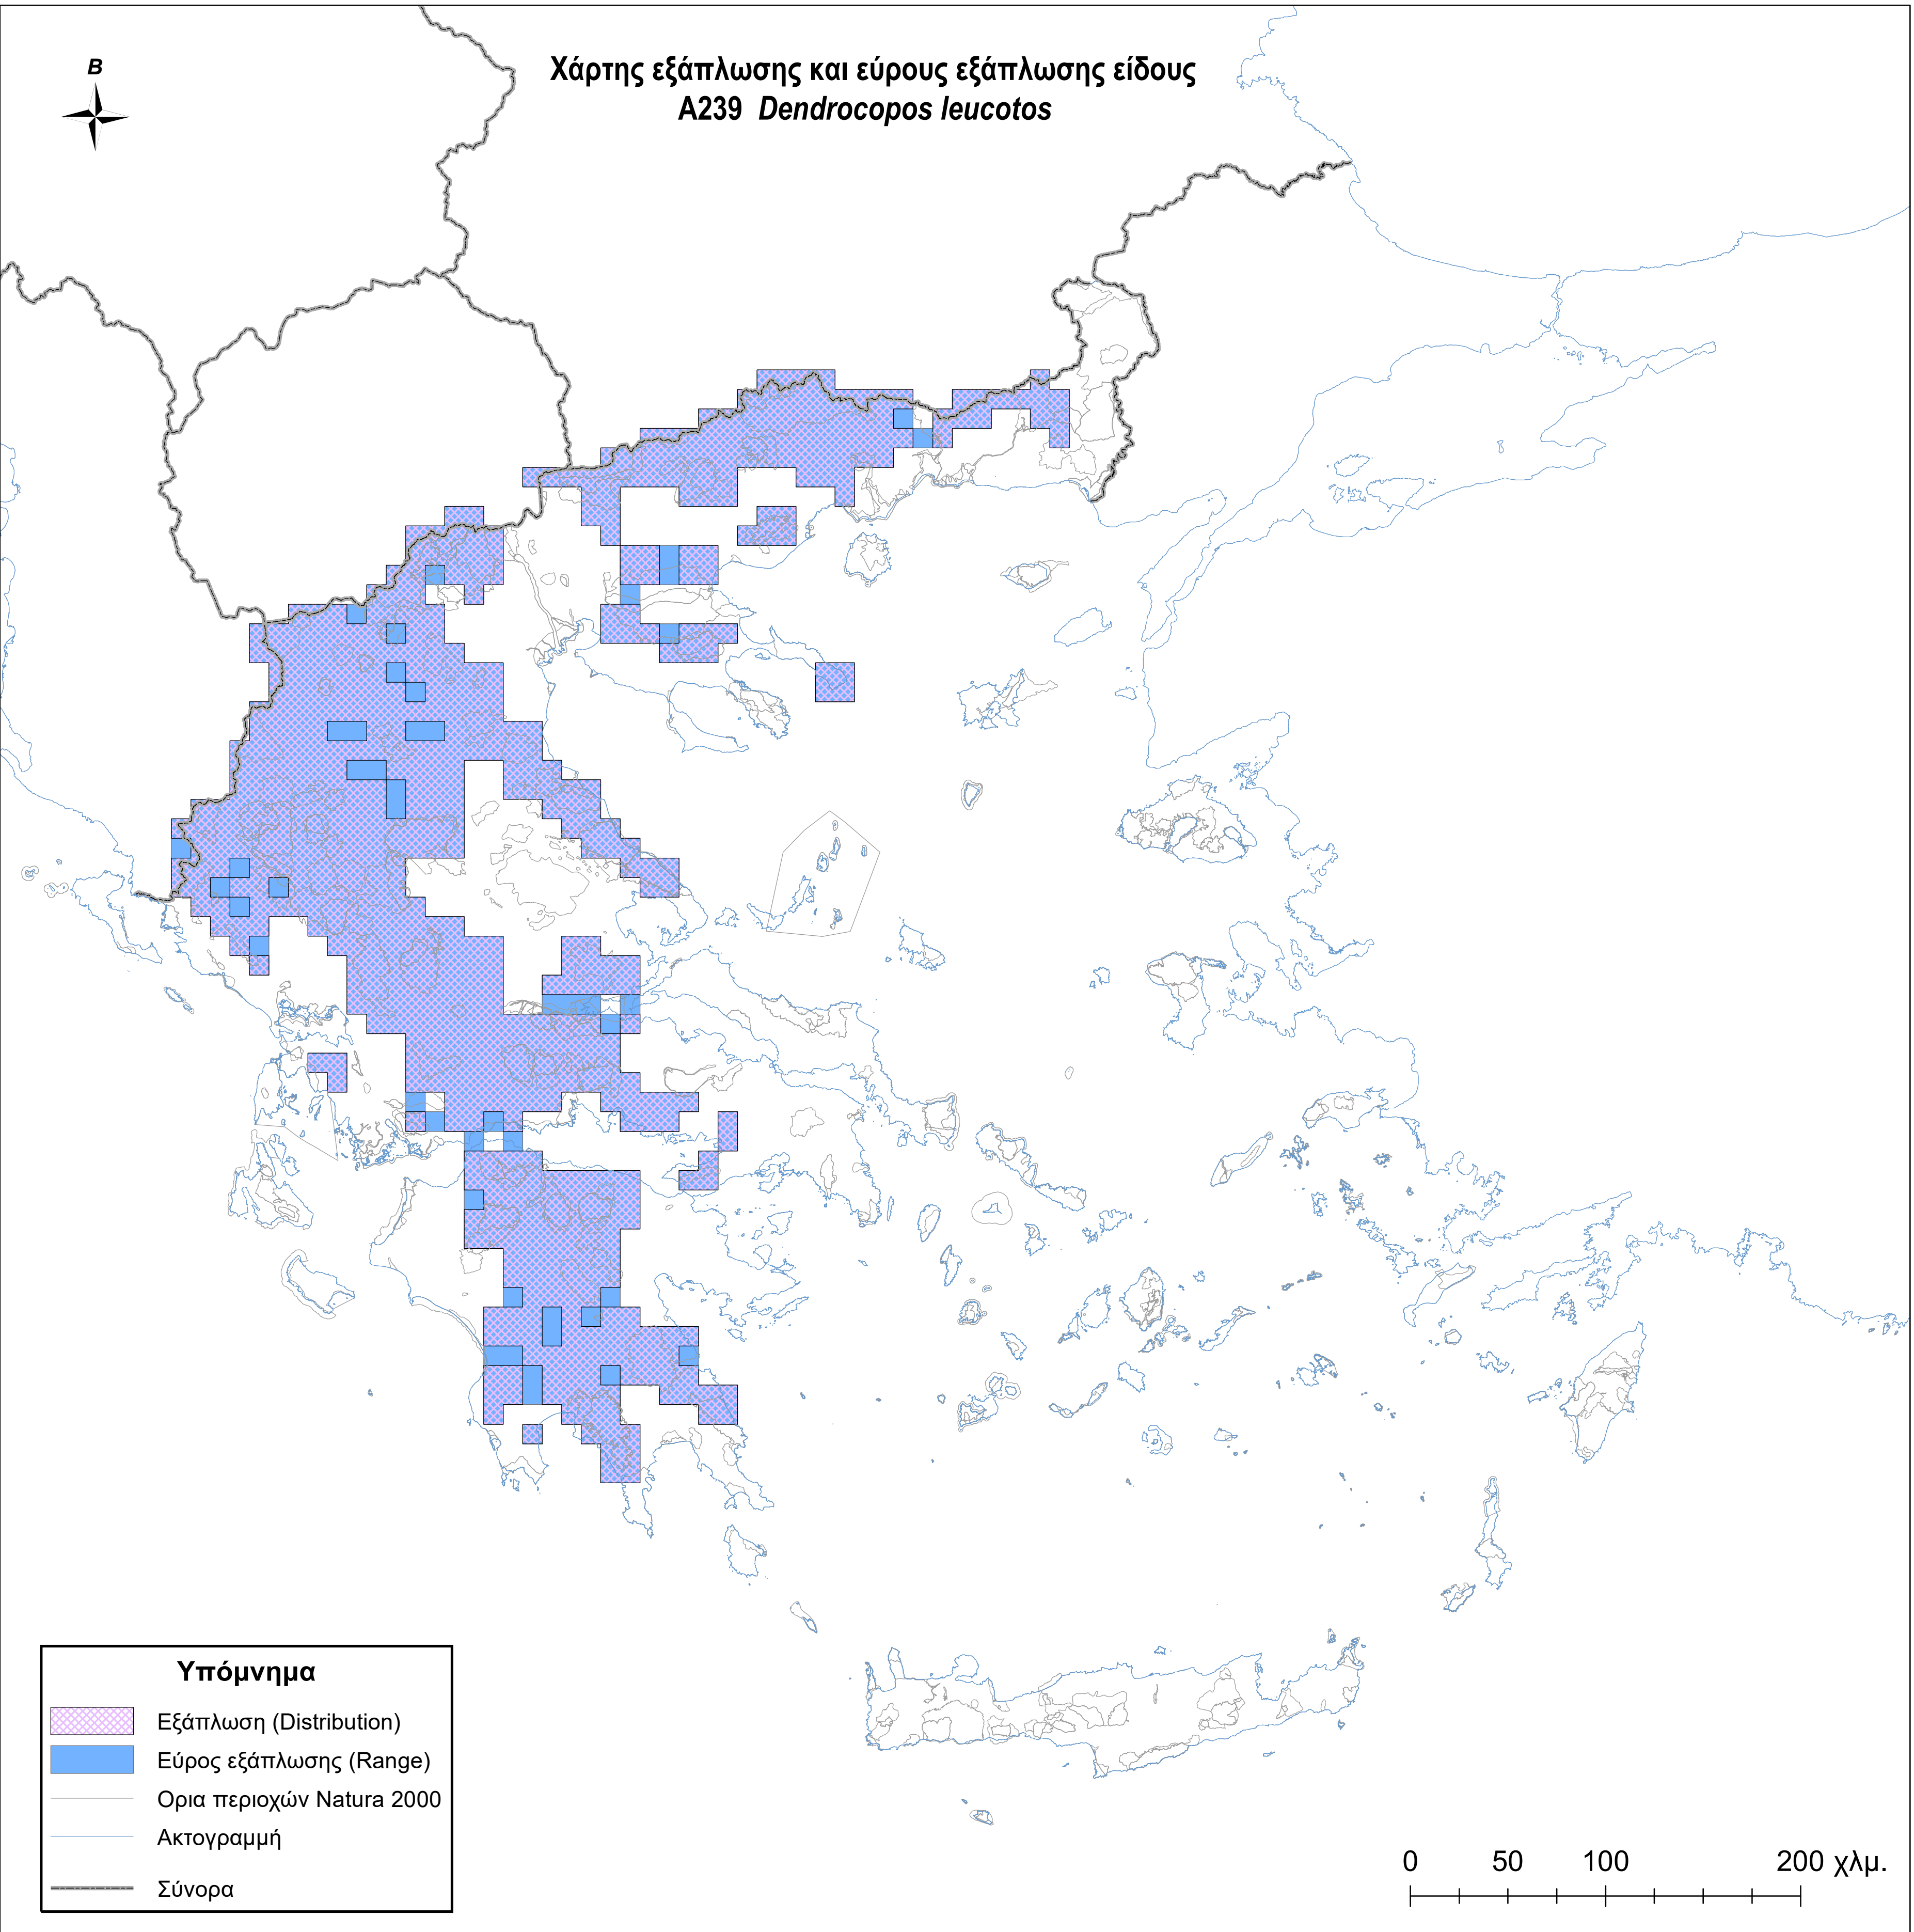 Χάρτης εξάπλωσης και εύρους εξάπλωσης είδους
A239 Dendrocopos leucotos
B
Υπόμνημα
Εξάπλωση (Distribution)
Εύρος εξάπλωσης (Range)
Ορια περιοχών Natura 2000
Ακτογραμμή
Σύνορα
0 50 100 200 χλμ.